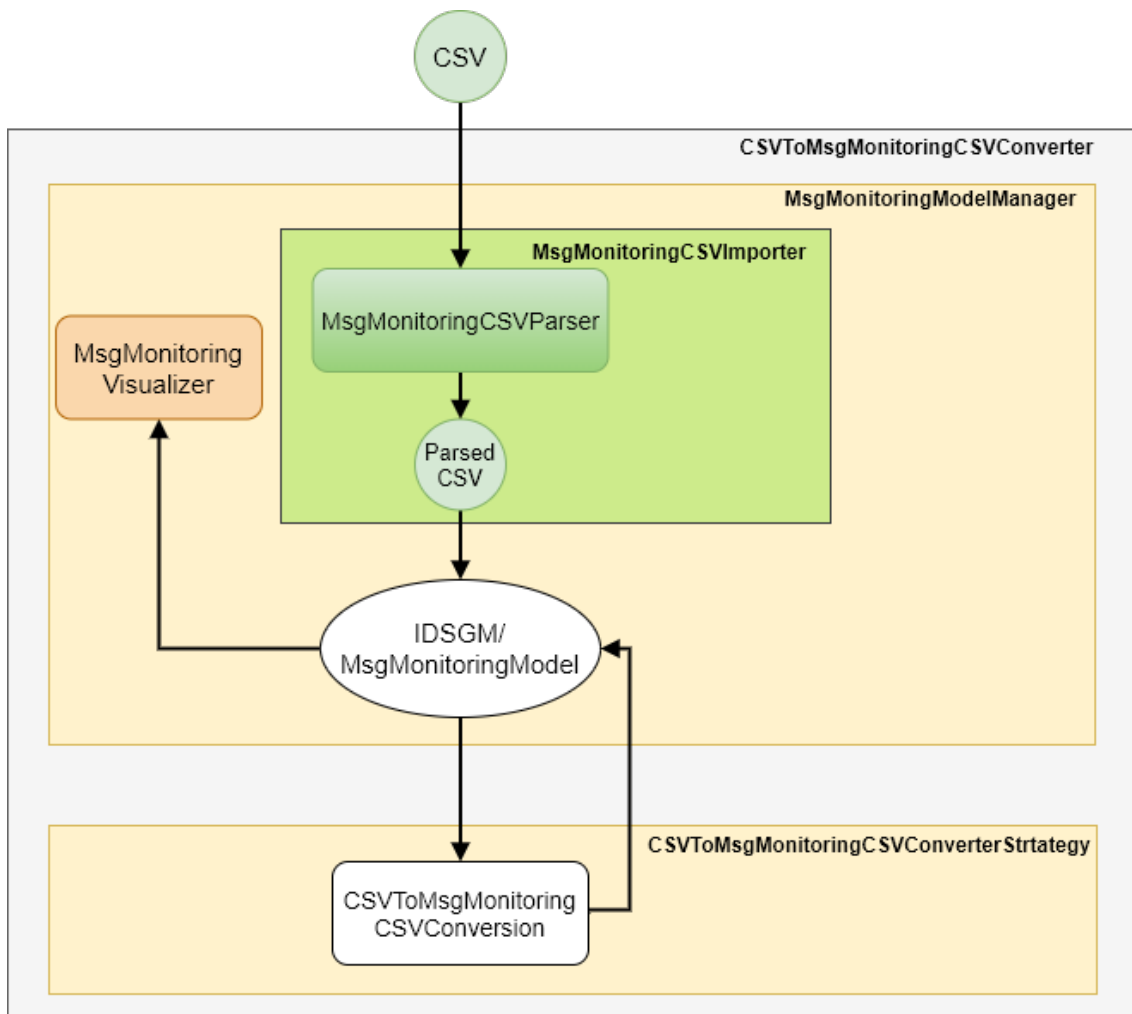 CSV
CSVToMsgMonitoringCSVConverter
MsgMonitoringModelManager
MsgMonitoringCSVImporter
MsgMonitoringCSVParser
MsgMonitoring
Visualizer
Parsed
CSV
IDSGM/
MsgMonitoringModel
CSVToMsgMonitoringCSVConverterStrtategy
CSVToMsgMonitoring
CSVConversion